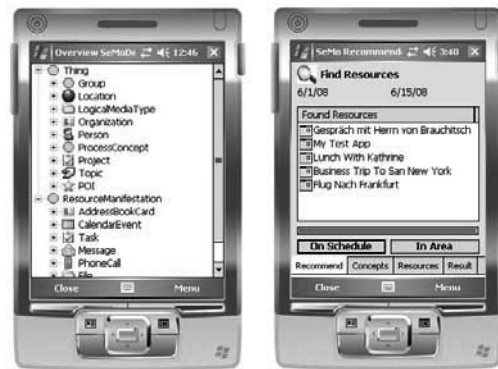 Overview SeMoDe 12:46
Thing
Group
Location
LogicalMediaType
Organization
Person
ProcessConcept
Project
Topic
POI
ResourceManifestation
AddressBookCard
CalendarEvent
Task
Message
PhoneCall
File
Close Menu
SeMo Recommend 3:40
Find Resources
6/1/08 6/15/08
Found Resources
Gespräch mit Herrn von Brauchitsch
My Test App
Lunch With Kathrine
Business Trip To San New York
Flug Nach Frankfurt
On Schedule In Area
Recommend Concepts Resources Result
Close Menu